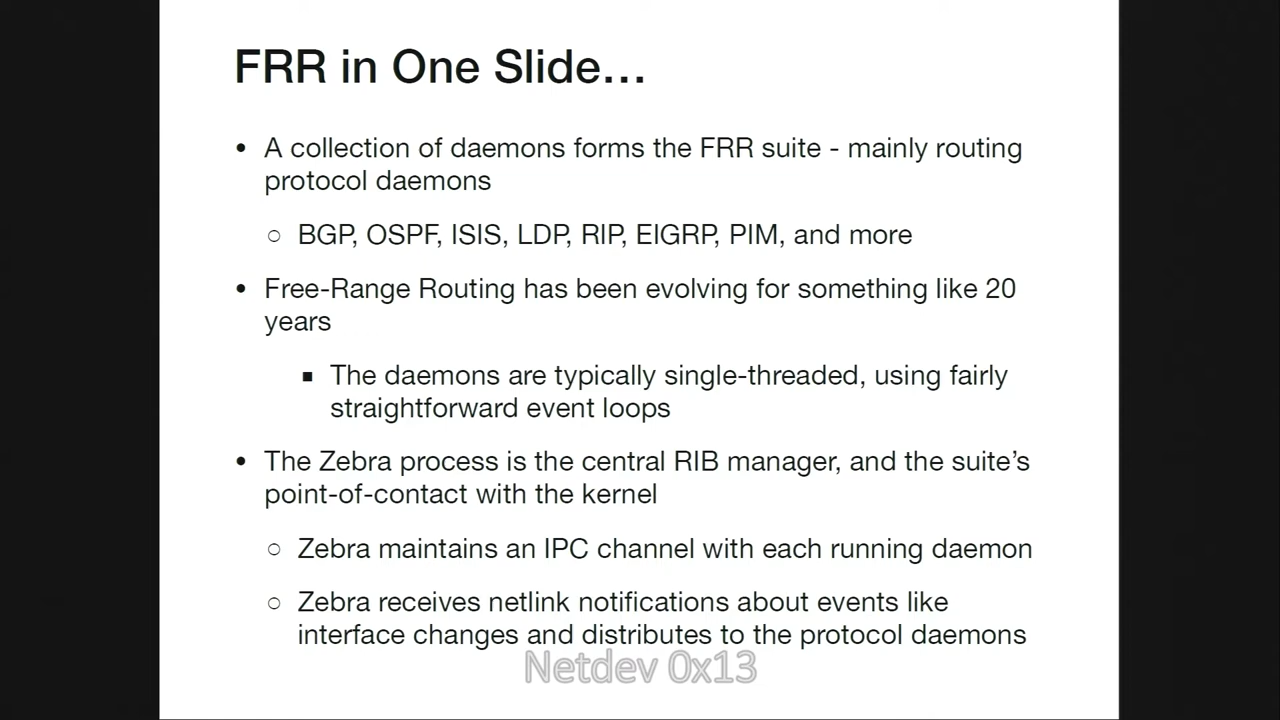 FRR in One Slide…
• A collection of daemons forms the FRR suite - mainly routing
protocol daemons
○ BGP, OSPF, ISIS, LDP, RIP, EIGRP, PIM, and more
• Free-Range Routing has been evolving for something like 20
years
▪ The daemons are typically single-threaded, using fairly
straightforward event loops
• The Zebra process is the central RIB manager, and the suite’s
point-of-contact with the kernel
○ Zebra maintains an IPC channel with each running daemon
○ Zebra receives netlink notifications about events like
interface changes and distributes to the protocol daemons
Netdev 0x13